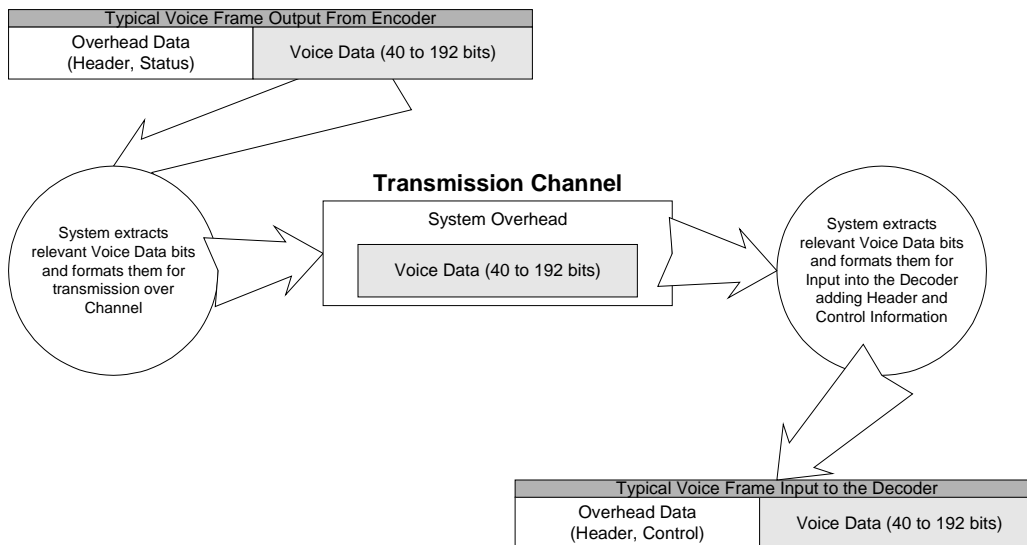 Typical Voice Frame Output From Encoder
Overhead Data
(Header, Status)
Voice Data (40 to 192 bits)
System extracts
relevant Voice Data bits
and formats them for
transmission over
Channel
Transmission Channel
System Overhead
Voice Data (40 to 192 bits)
System extracts
relevant Voice Data bits
and formats them for
Input into the Decoder
adding Header and
Control Information
Typical Voice Frame Input to the Decoder
Overhead Data
(Header, Control)
Voice Data (40 to 192 bits)